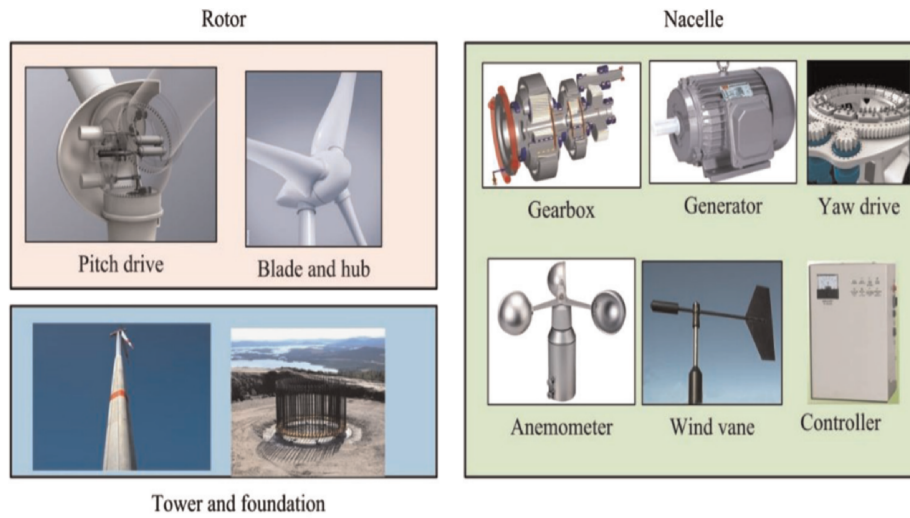 Rotor
Nacelle
Pitch drive
Blade and hub
Gearbox
Generator
Yaw drive
Anemometer
Wind vane
Controller
Tower and foundation